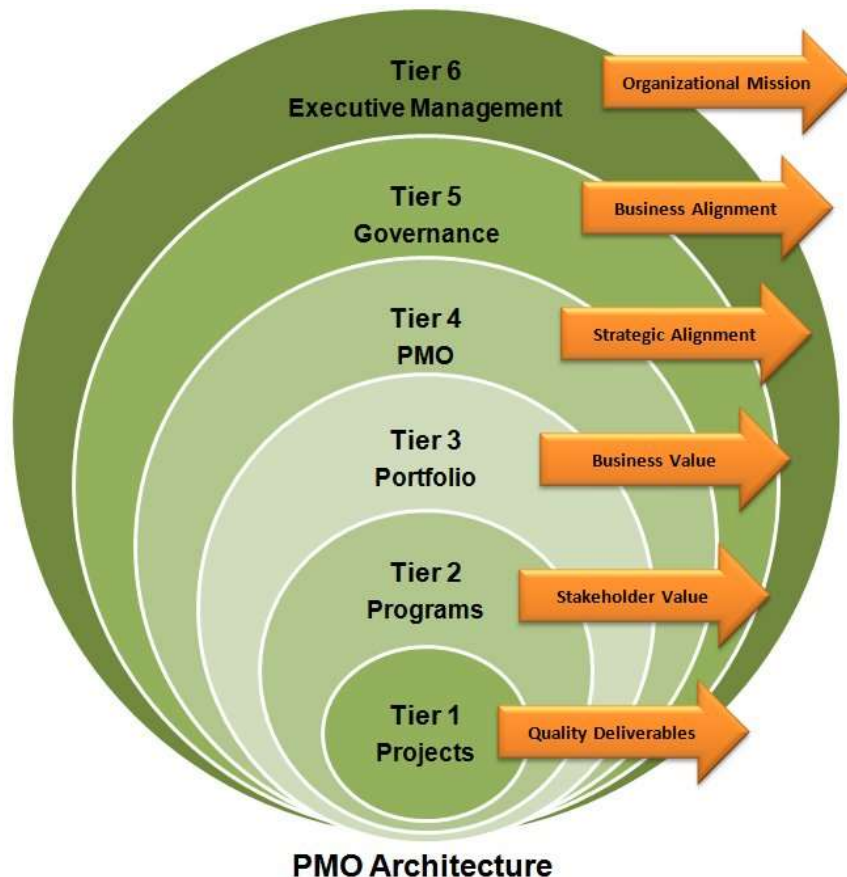 Tier 6
Executive Management
Organizational Mission
Tier 5
Governance
Business Alignment
Tier 4
PMO
Strategic Alignment
Tier 3
Portfolio
Business Value
Tier 2
Programs
Stakeholder Value
Tier 1
Projects
Quality Deliverables
PMO Architecture